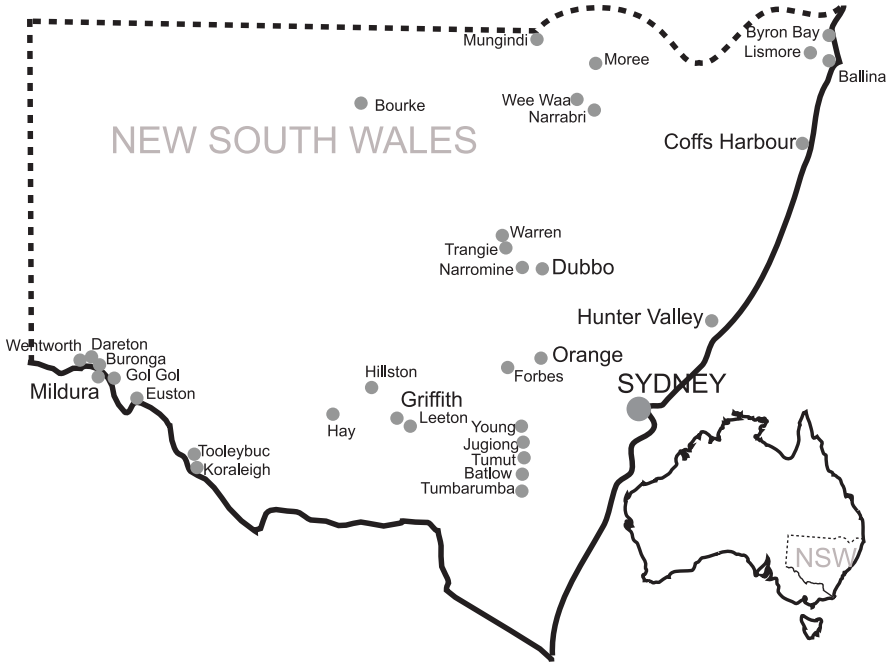 Byron Bay
Mungindi
Lismore
Moree
Ballina
Wee Waa
Bourke
Narrabri
NEW SOUTH WALES
Coffs Harbour
Warren
Trangie
Narromine
Dubbo
Hunter Valley
Wentworth
Dareton
Buronga
Orange
Gol Gol
Hillston
Forbes
SYDNEY
Mildura
Euston
Griffith
Leeton
Hay
Young
Jugiong
Tooleybuc
Tumut
Koraleigh
Batlow
Tumbarumba
NSW